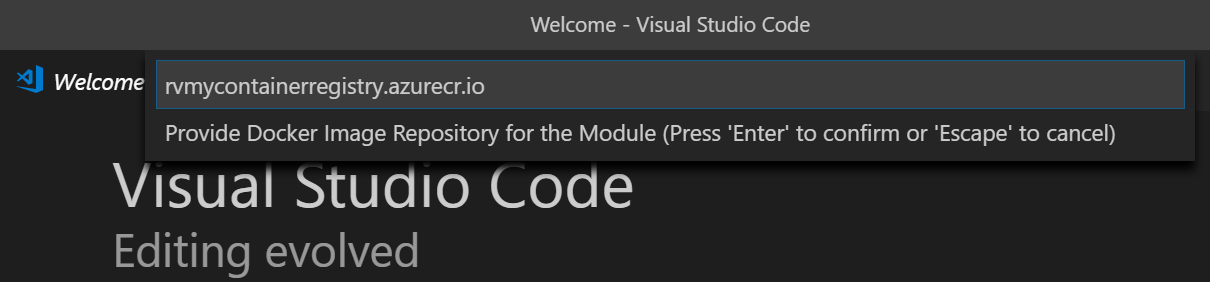 Welcome - Visual Studio Code
Welcome
rvmycontainerregistry.azurecr.io
Provide Docker Image Repository for the Module (Press 'Enter' to confirm or 'Escape' to cancel)
Visual Studio Code
Editing evolved